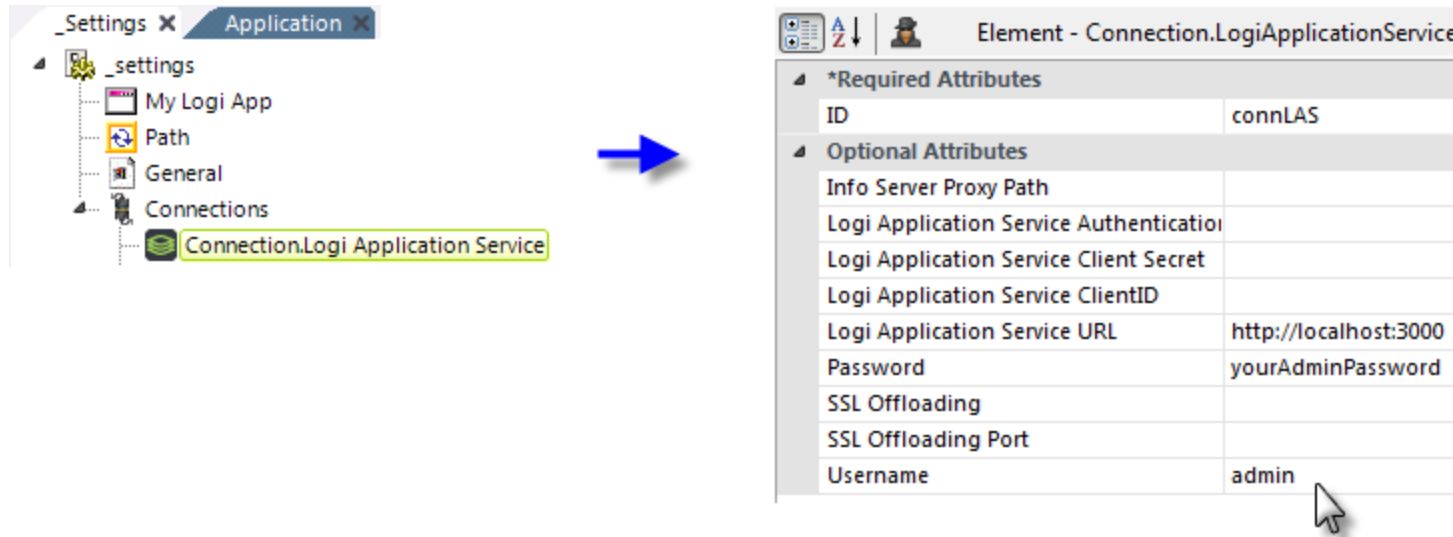 _Settings
Application
_settings
My Logi App
Path
General
Connections
Connection.Logi Application Service
A
Z
Element - Connection.LogiApplicationService
*Required Attributes
ID connLAS
Optional Attributes
Info Server Proxy Path
Logi Application Service Authentication
Logi Application Service Client Secret
Logi Application Service ClientID
Logi Application Service URL http://localhost:3000
Password yourAdminPassword
SSL Offloading
SSL Offloading Port
Username admin